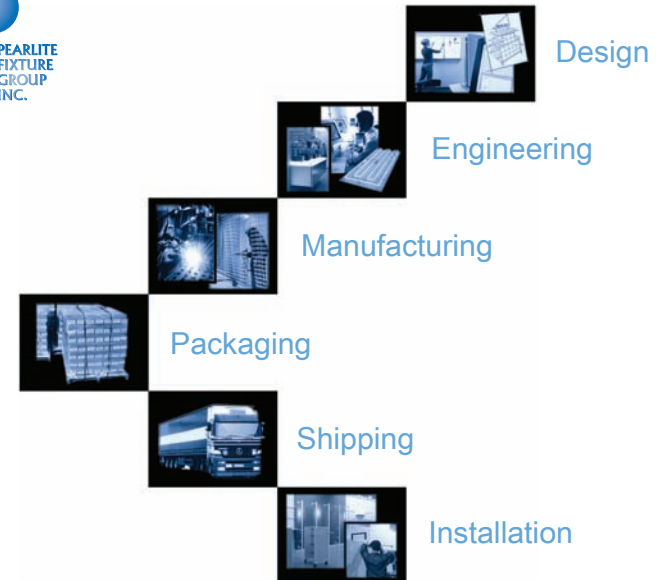 PEARLITE
FIXTURE
GROUP
INC.
Design
Engineering
Manufacturing
Packaging
Shipping
Installation